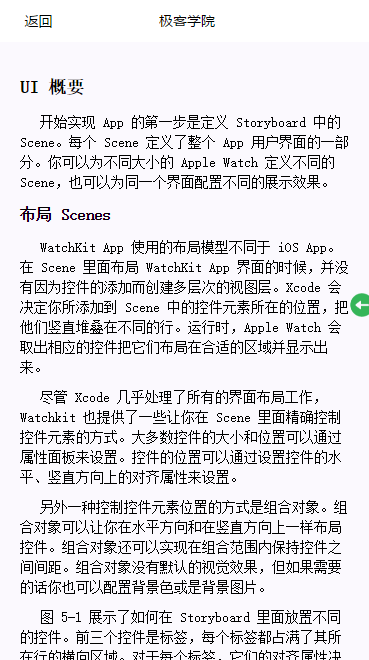 返回
极客学院
UI 概要
开始实现 App 的第一步是定义 Storyboard 中的
Scene。每个 Scene 定义了整个 App 用户界面的一部
分。你可以为不同大小的 Apple Watch 定义不同的
Scene，也可以为同一个界面配置不同的展示效果。
布局 Scenes
WatchKit App 使用的布局模型不同于 iOS App。
在 Scene 里面布局 WatchKit App 界面的时候，并没
有因为控件的添加而创建多层次的视图层。Xcode 会
决定你所添加到 Scene 中的控件元素所在的位置，把
他们竖直堆叠在不同的行。运行时，Apple Watch 会
取出相应的控件把它们布局在合适的区域并显示出
来。
尽管 Xcode 几乎处理了所有的界面布局工作，
Watchkit 也提供了一些让你在 Scene 里面精确控制
控件元素的方式。大多数控件的大小和位置可以通过
属性面板来设置。控件的位置可以通过设置控件的水
平、竖直方向上的对齐属性来设置。
另外一种控制控件元素位置的方式是组合对象。组
合对象可以让你在水平方向和在竖直方向上一样布局
控件。组合对象还可以实现在组合范围内保持控件之
间间距。组合对象没有默认的视觉效果，但如果需要
的话你也可以配置背景色或是背景图片。
图 5-1 展示了如何在 Storyboard 里面放置不同
的控件。前三个控件是标签，每个标签都占满了其所
在行的横向区域。对于每个标签，它们的对齐属性决